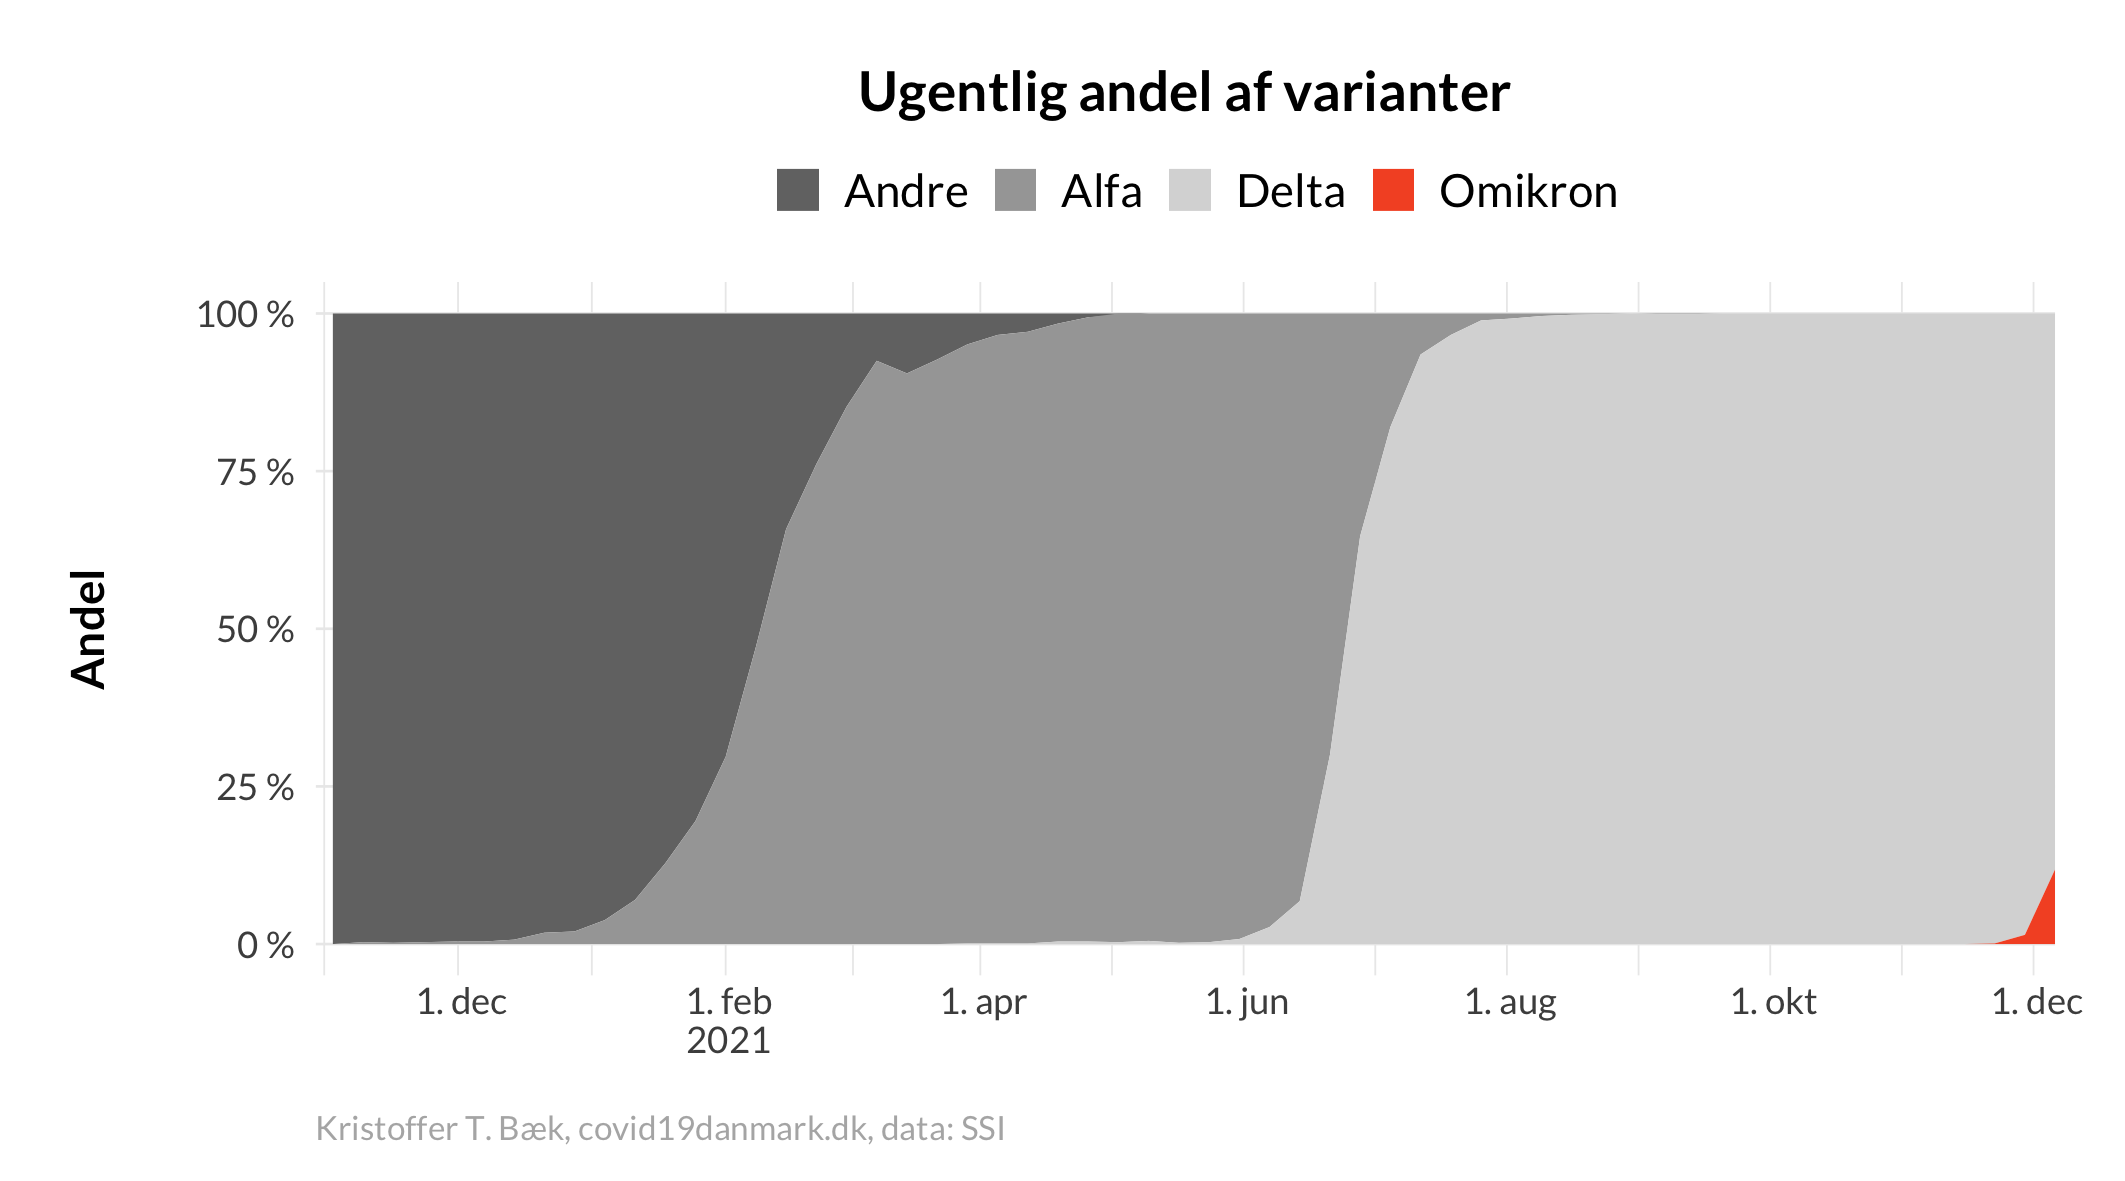 Ugentlig andel af varianter
Andre Alfa Delta Omikron
Andel
100 %
75 %
50 %
25 %
0 %
1. dec 1. feb 1. apr 1. jun 1. aug 1. okt 1. dec
2021
Kristoffer T. Bæk, covid19danmark.dk, data: SSI